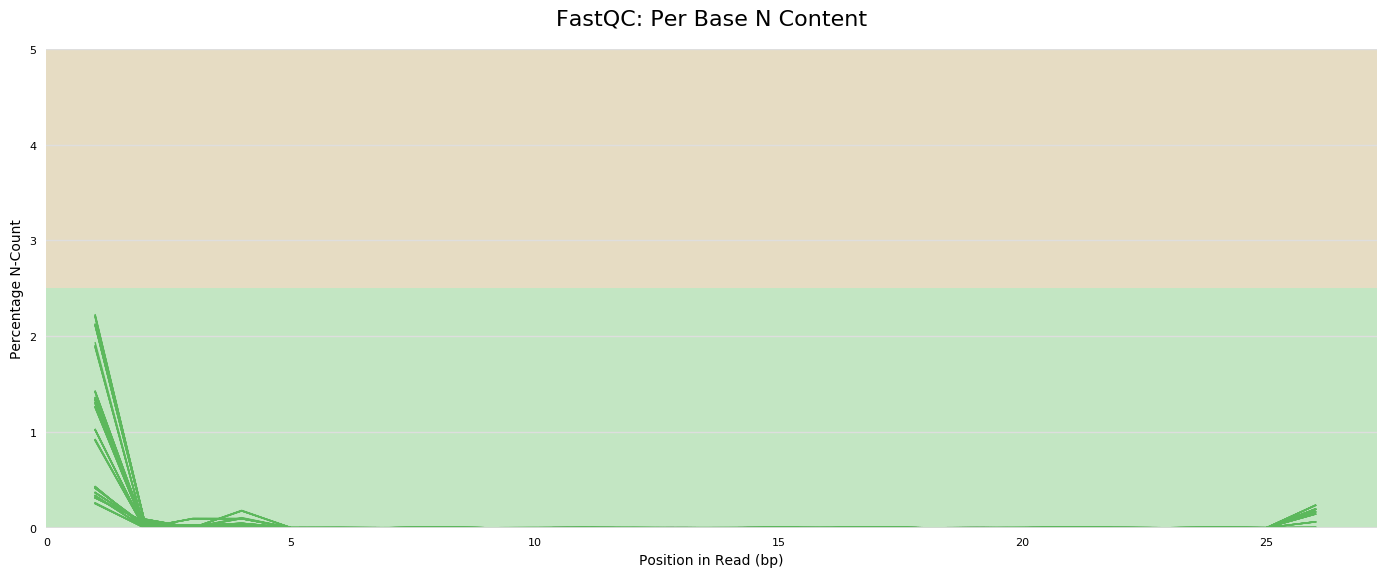 FastQC: Per Base N Content
Percentage N-Count
5
4
3
2
1
0
0 5 10 15 20 25
Position in Read (bp)